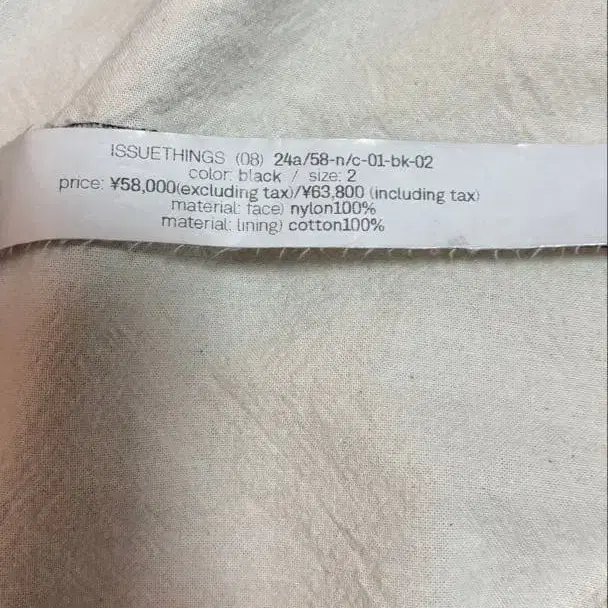 ISSUETHINGS (08) 24a/58-n/c-01-bk-02
color: black / size: 2
price: ¥58,000(excluding tax)/¥63,800 (including tax)
material: face) nylon100%
material: lining) cotton100%